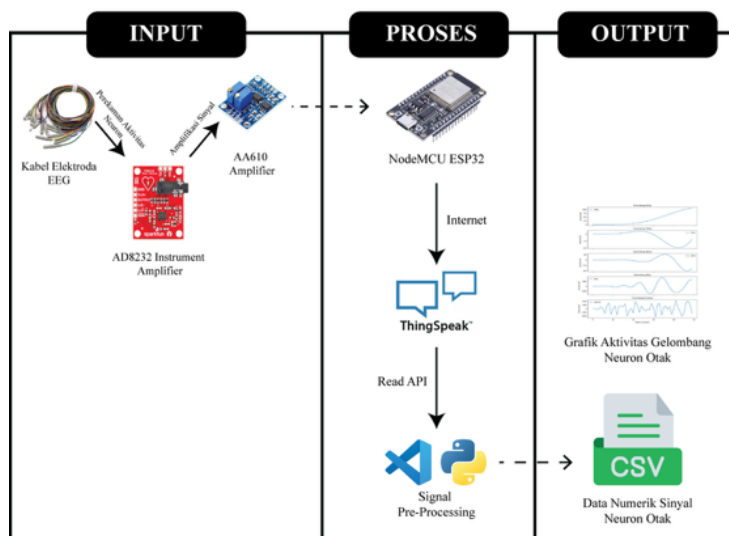 INPUT
PROSES
OUTPUT
Perekaman Aktivitas
Neuron
Amplifikasi Sinyal
Kabel Elektroda
EEG
AA610
Amplifier
AD8232 Instrument
Amplifier
NodeMCU ESP32
Internet
ThingSpeak™
Read API
Signal
Pre-Processing
Grafik Aktivitas Gelombang
Neuron Otak
CSV
Data Numerik Sinyal
Neuron Otak